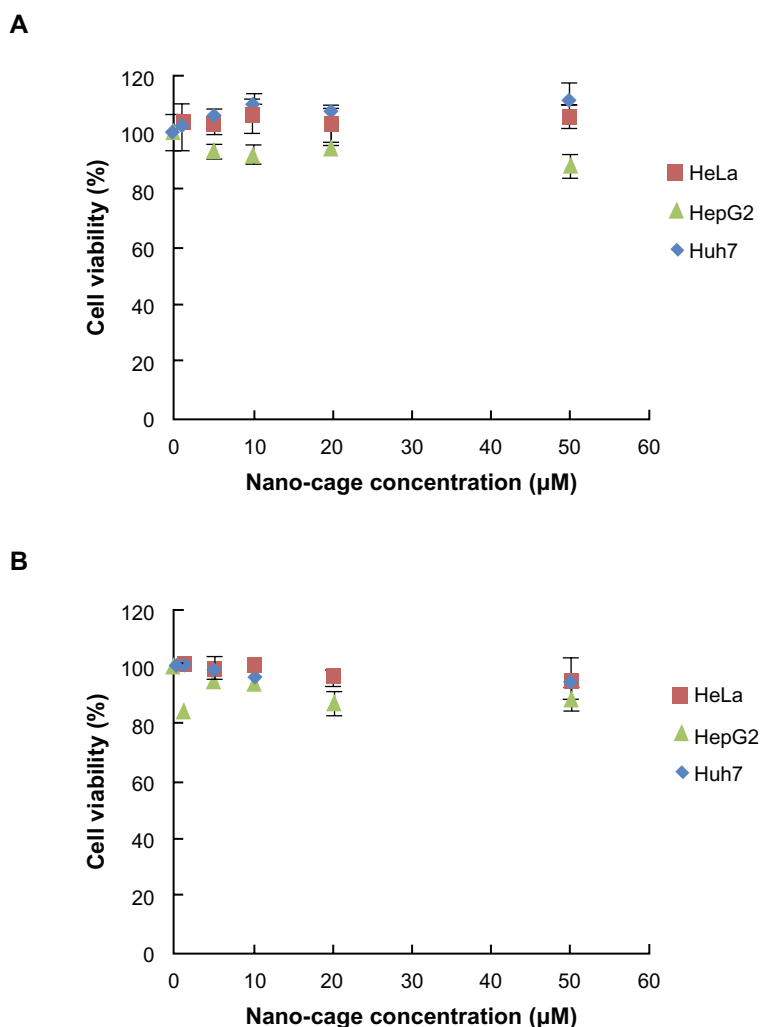 A
120
100
80
60
40
20
0
0 10 20 30 40 50 60
Cell viability (%)
Nano-cage concentration (μM)
HeLa
HepG2
Huh7
B
120
100
80
60
40
20
0
0 10 20 30 40 50 60
Cell viability (%)
Nano-cage concentration (μM)
HeLa
HepG2
Huh7